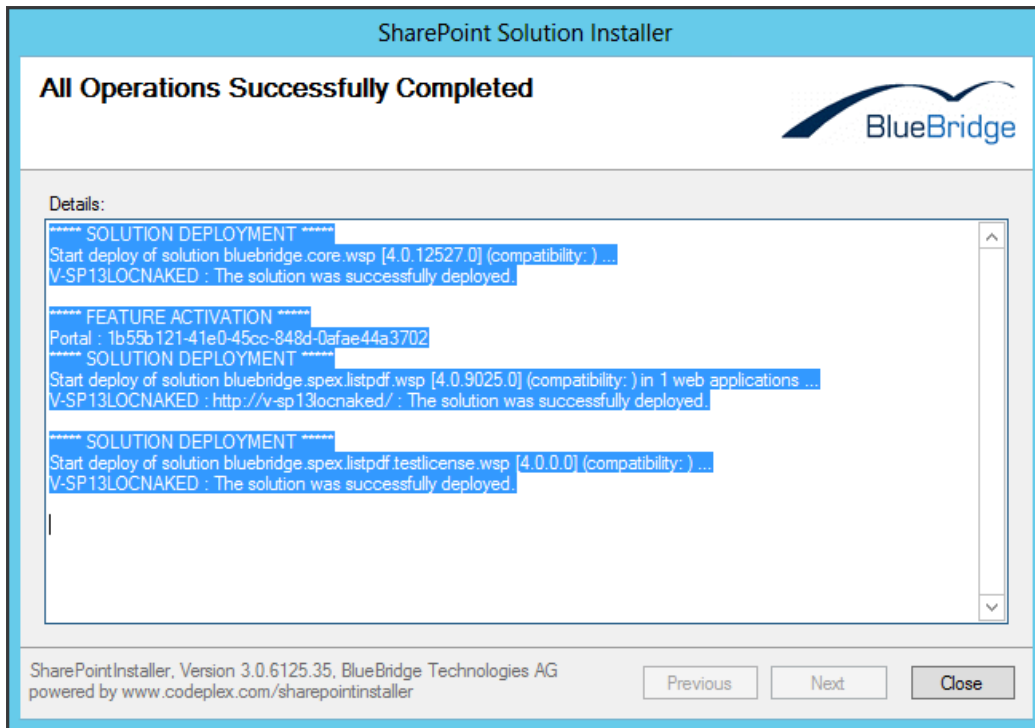 SharePoint Solution Installer
All Operations Successfully Completed
BlueBridge
Details:
***** SOLUTION DEPLOYMENT *****
Start deploy of solution bluebridge.core.wsp [4.0.12527.0] (compatibility: ) ...
V-SP13LOCNAKED : The solution was successfully deployed.
***** FEATURE ACTIVATION *****
Portal : 1b55b121-41e0-45cc-848d-0afae44a3702
***** SOLUTION DEPLOYMENT *****
Start deploy of solution bluebridge.spex.listpdf.wsp [4.0.9025.0] (compatibility: ) in 1 web applications ...
V-SP13LOCNAKED : http://v-sp13locnaked/ : The solution was successfully deployed.
***** SOLUTION DEPLOYMENT *****
Start deploy of solution bluebridge.spex.listpdf.testlicense.wsp [4.0.0.0] (compatibility: ) ...
V-SP13LOCNAKED : The solution was successfully deployed.
SharePointInstaller, Version 3.0.6125.35, BlueBridge Technologies AG
powered by www.codeplex.com/sharepointinstaller
Previous
Next
Close